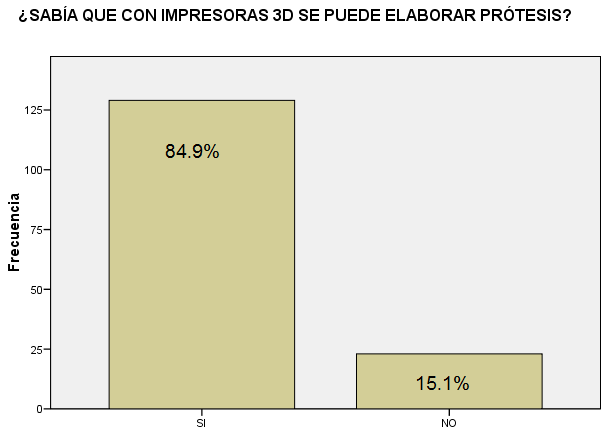 ¿SABÍA QUE CON IMPRESORAS 3D SE PUEDE ELABORAR PRÓTESIS?
Frecuencia
125
100
75
50
25
0
84.9%
15.1%
SI
NO